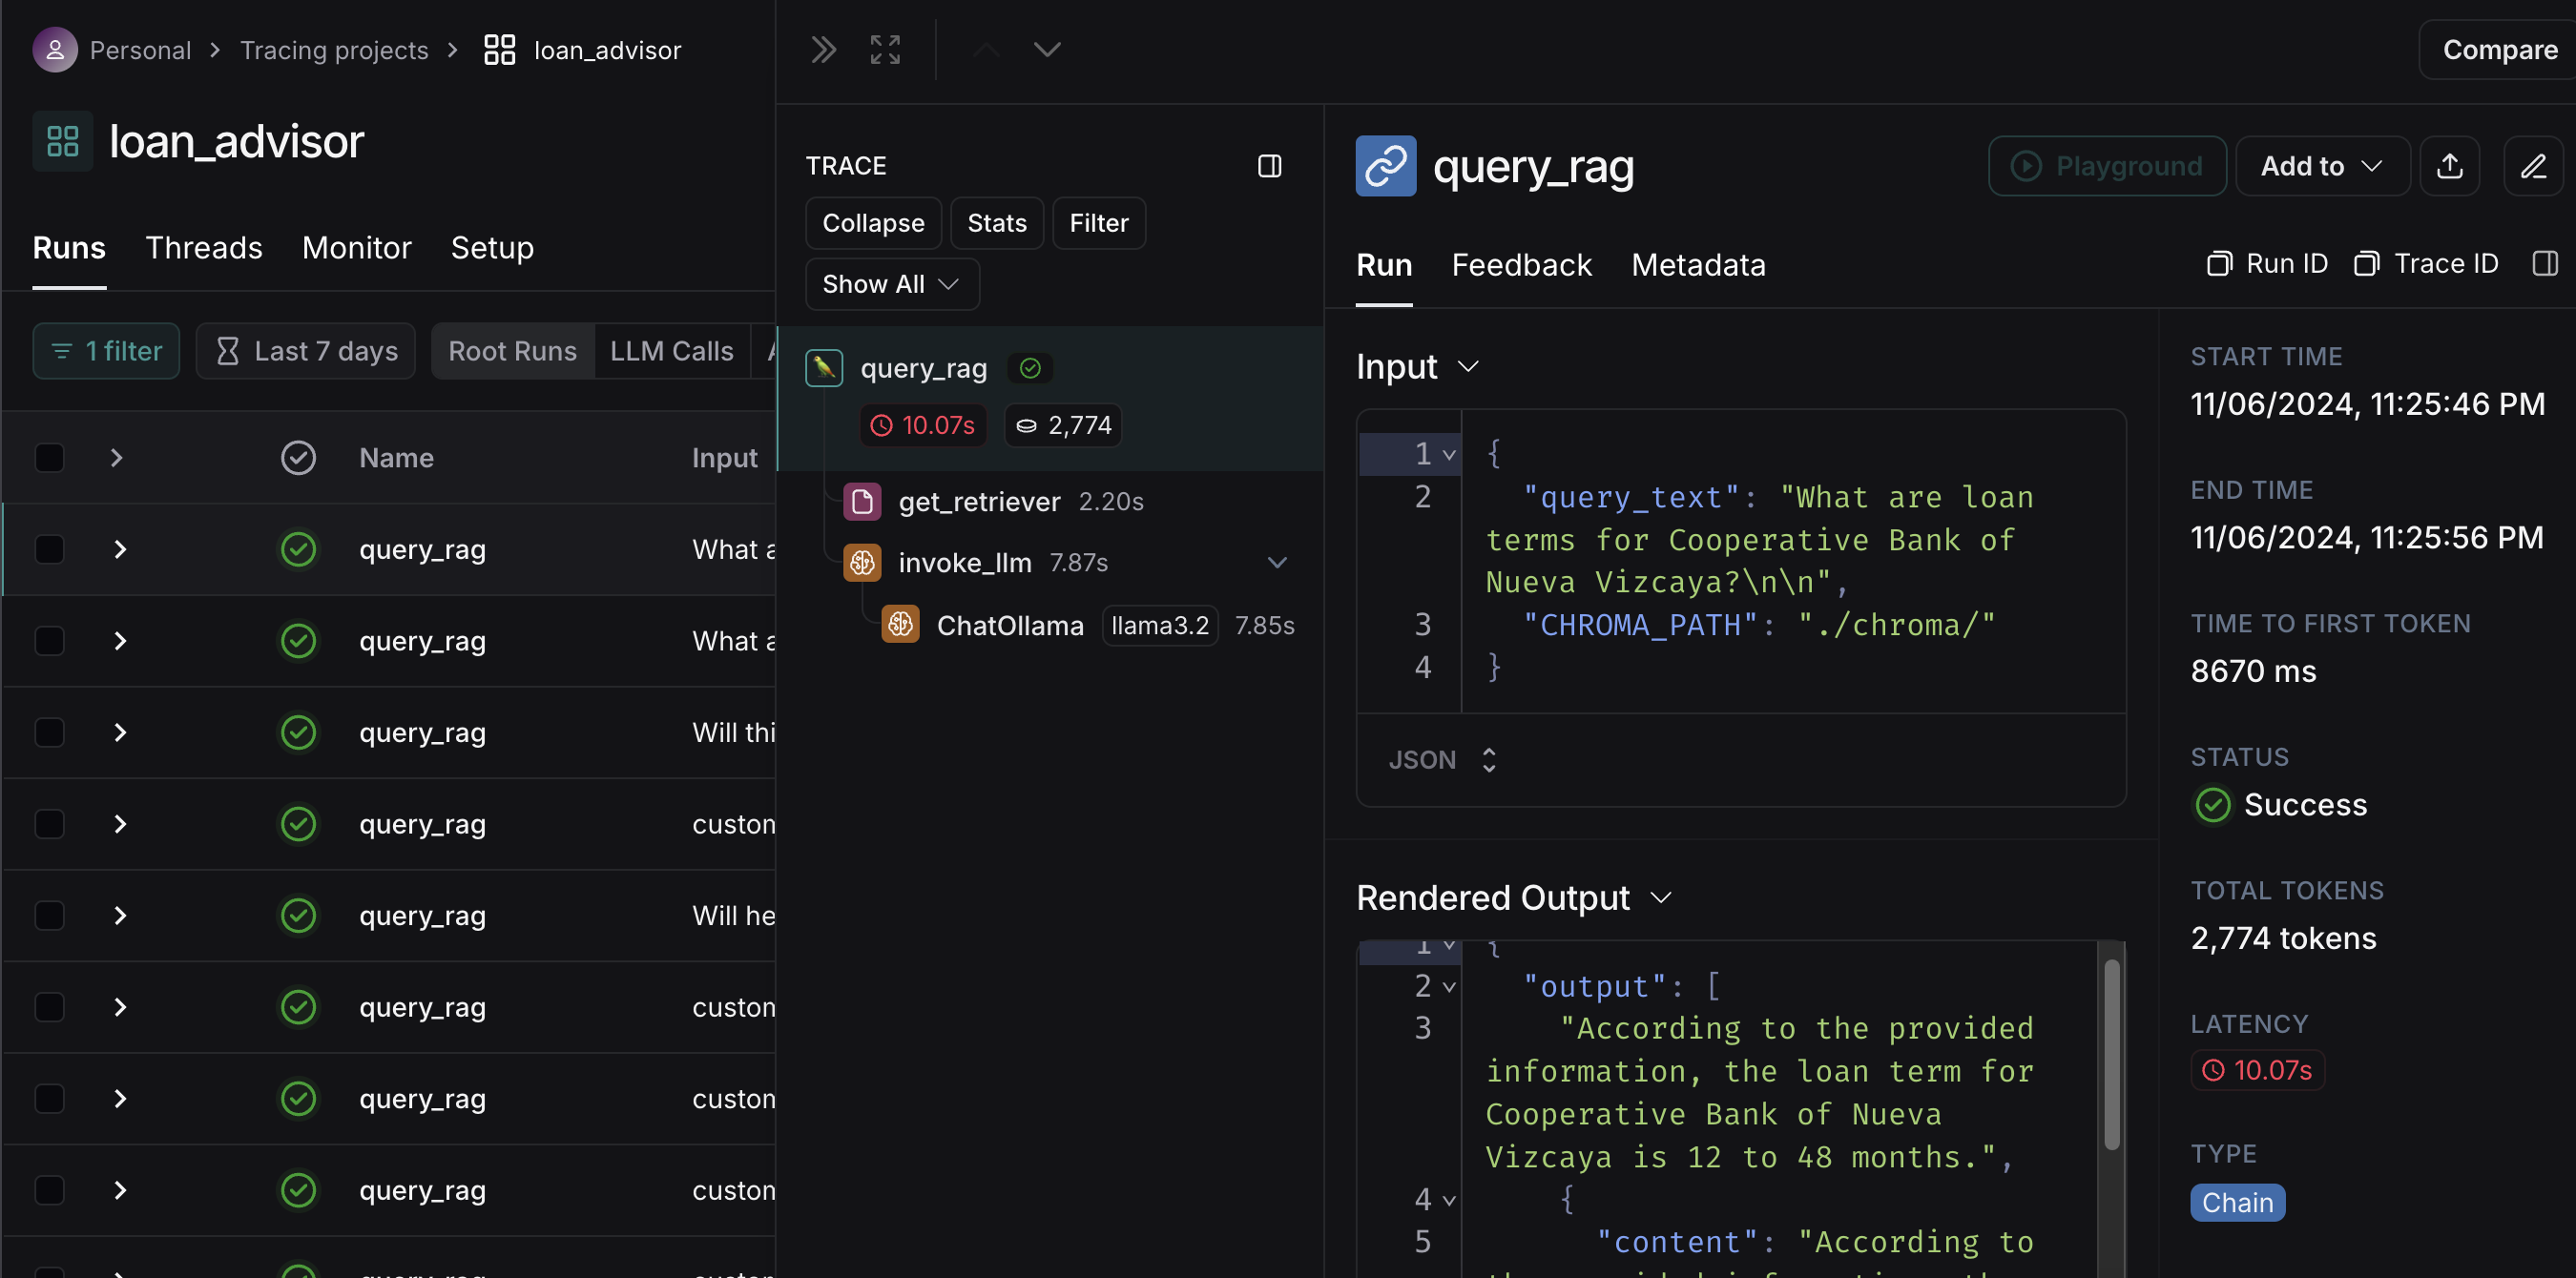 Personal > Tracing projects > loan_advisor
Compare
loan_advisor
Runs Threads Monitor Setup
1 filter Last 7 days Root Runs LLM Calls
Name Input
query_rag What a
query_rag What a
query_rag Will thi
query_rag custom
query_rag Will he
query_rag custom
query_rag custom
query_rag custom
TRACE
Collapse Stats Filter
Show All
query_rag
10.07s 2,774
get_retriever 2.20s
invoke_llm 7.87s
ChatOllama llama3.2 7.85s
query_rag
Playground Add to
Run Feedback Metadata
Run ID Trace ID
Input
1 {
2 "query_text": "What are loan
terms for Cooperative Bank of
Nueva Vizcaya?\n\n",
3 "CHROMA_PATH": "./chroma/"
4 }
JSON
Rendered Output
1 {
2 "output": [
3 "According to the provided
information, the loan term for
Cooperative Bank of Nueva
Vizcaya is 12 to 48 months.",
4 {
5 "content": "According to
START TIME
11/06/2024, 11:25:46 PM
END TIME
11/06/2024, 11:25:56 PM
TIME TO FIRST TOKEN
8670 ms
STATUS
Success
TOTAL TOKENS
2,774 tokens
LATENCY
10.07s
TYPE
Chain